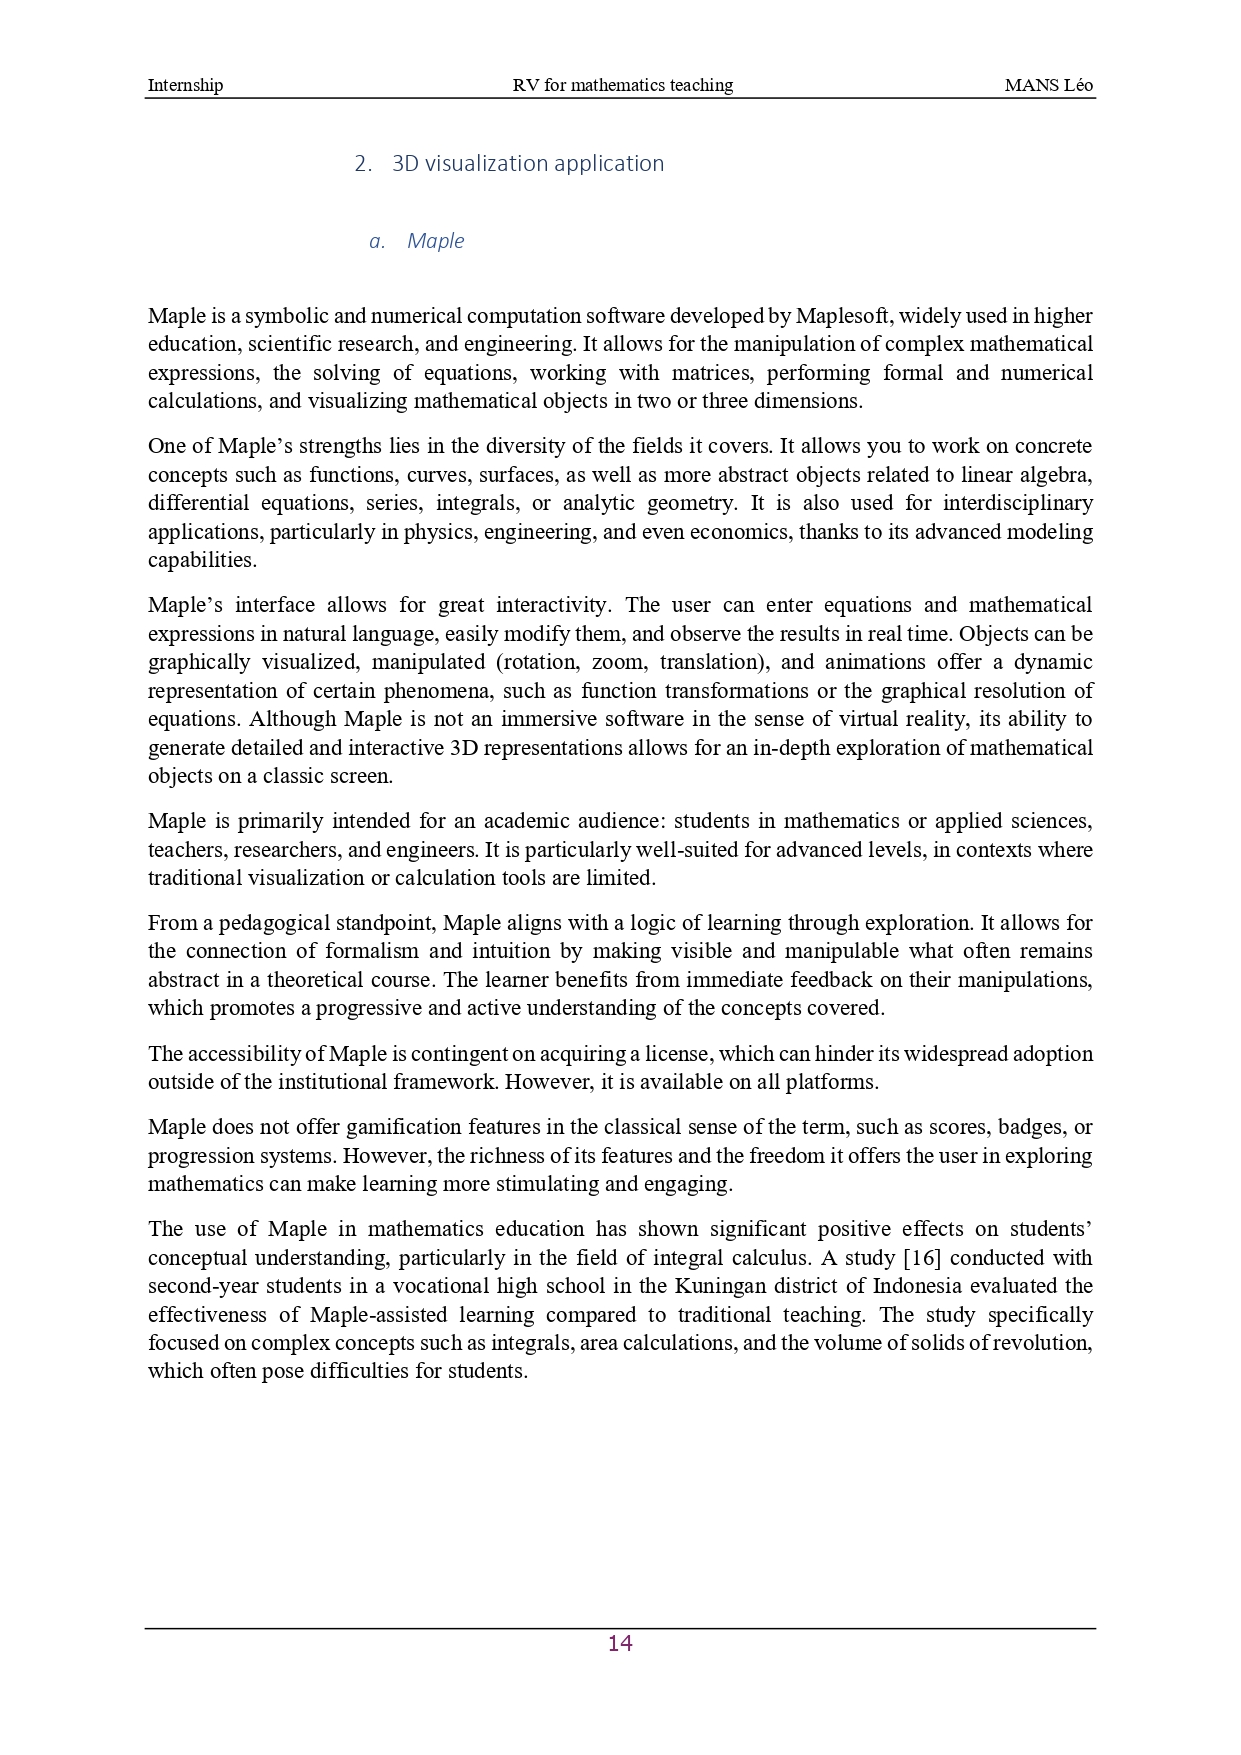 Internship RV for mathematics teaching MANS Léo
2. 3D visualization application
a. Maple
Maple is a symbolic and numerical computation software developed by Maplesoft, widely used in higher
education, scientific research, and engineering. It allows for the manipulation of complex mathematical
expressions, the solving of equations, working with matrices, performing formal and numerical
calculations, and visualizing mathematical objects in two or three dimensions.
One of Maple’s strengths lies in the diversity of the fields it covers. It allows you to work on concrete
concepts such as functions, curves, surfaces, as well as more abstract objects related to linear algebra,
differential equations, series, integrals, or analytic geometry. It is also used for interdisciplinary
applications, particularly in physics, engineering, and even economics, thanks to its advanced modeling
capabilities.
Maple’s interface allows for great interactivity. The user can enter equations and mathematical
expressions in natural language, easily modify them, and observe the results in real time. Objects can be
graphically visualized, manipulated (rotation, zoom, translation), and animations offer a dynamic
representation of certain phenomena, such as function transformations or the graphical resolution of
equations. Although Maple is not an immersive software in the sense of virtual reality, its ability to
generate detailed and interactive 3D representations allows for an in-depth exploration of mathematical
objects on a classic screen.
Maple is primarily intended for an academic audience: students in mathematics or applied sciences,
teachers, researchers, and engineers. It is particularly well-suited for advanced levels, in contexts where
traditional visualization or calculation tools are limited.
From a pedagogical standpoint, Maple aligns with a logic of learning through exploration. It allows for
the connection of formalism and intuition by making visible and manipulable what often remains
abstract in a theoretical course. The learner benefits from immediate feedback on their manipulations,
which promotes a progressive and active understanding of the concepts covered.
The accessibility of Maple is contingent on acquiring a license, which can hinder its widespread adoption
outside of the institutional framework. However, it is available on all platforms.
Maple does not offer gamification features in the classical sense of the term, such as scores, badges, or
progression systems. However, the richness of its features and the freedom it offers the user in exploring
mathematics can make learning more stimulating and engaging.
The use of Maple in mathematics education has shown significant positive effects on students’
conceptual understanding, particularly in the field of integral calculus. A study [16] conducted with
second-year students in a vocational high school in the Kuningan district of Indonesia evaluated the
effectiveness of Maple-assisted learning compared to traditional teaching. The study specifically
focused on complex concepts such as integrals, area calculations, and the volume of solids of revolution,
which often pose difficulties for students.
14